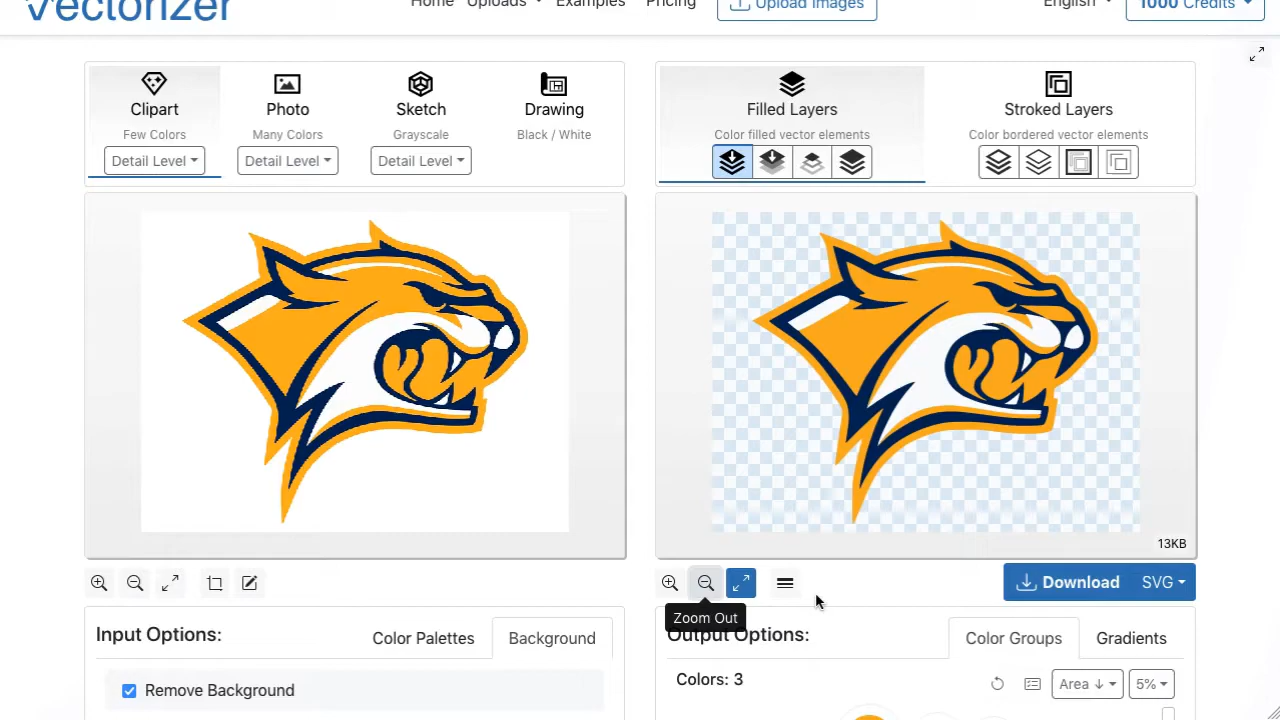 Vectorizer
Home Uploads Examples Pricing Upload Images English 1000 Credits
Clipart Photo Sketch Drawing
Few Colors Many Colors Grayscale Black / White
Detail Level Detail Level Detail Level
Filled Layers Stroked Layers
Color filled vector elements Color bordered vector elements
13KB
Download SVG
Zoom Out
Input Options: Color Palettes Background
Remove Background
Output Options: Color Groups Gradients
Colors: 3 Area ↓ 5%